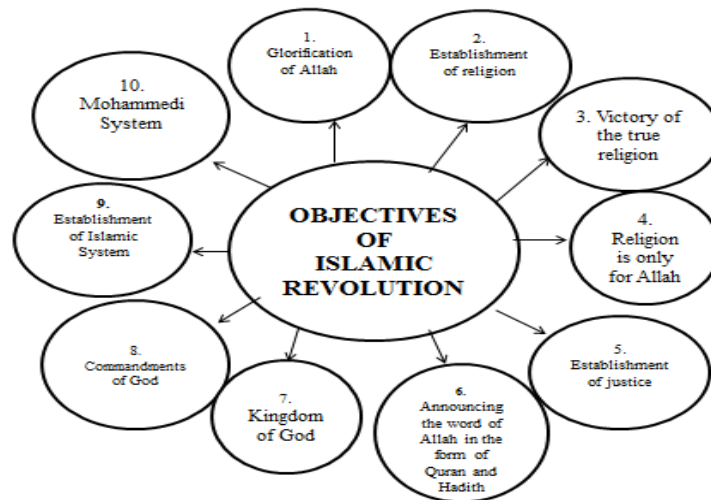 1.
Glorification
of Allah
2.
Establishment
of religion
3. Victory of
the true
religion
4.
Religion
is only
for Allah
5.
Establishment
of justice
6.
Announcing
the word of
Allah in the
form of
Quran and
Hadith
7.
Kingdom
of God
8.
Commandments
of God
9.
Establishment
of Islamic
System
10.
Mohammedi
System
OBJECTIVES
OF
ISLAMIC
REVOLUTION